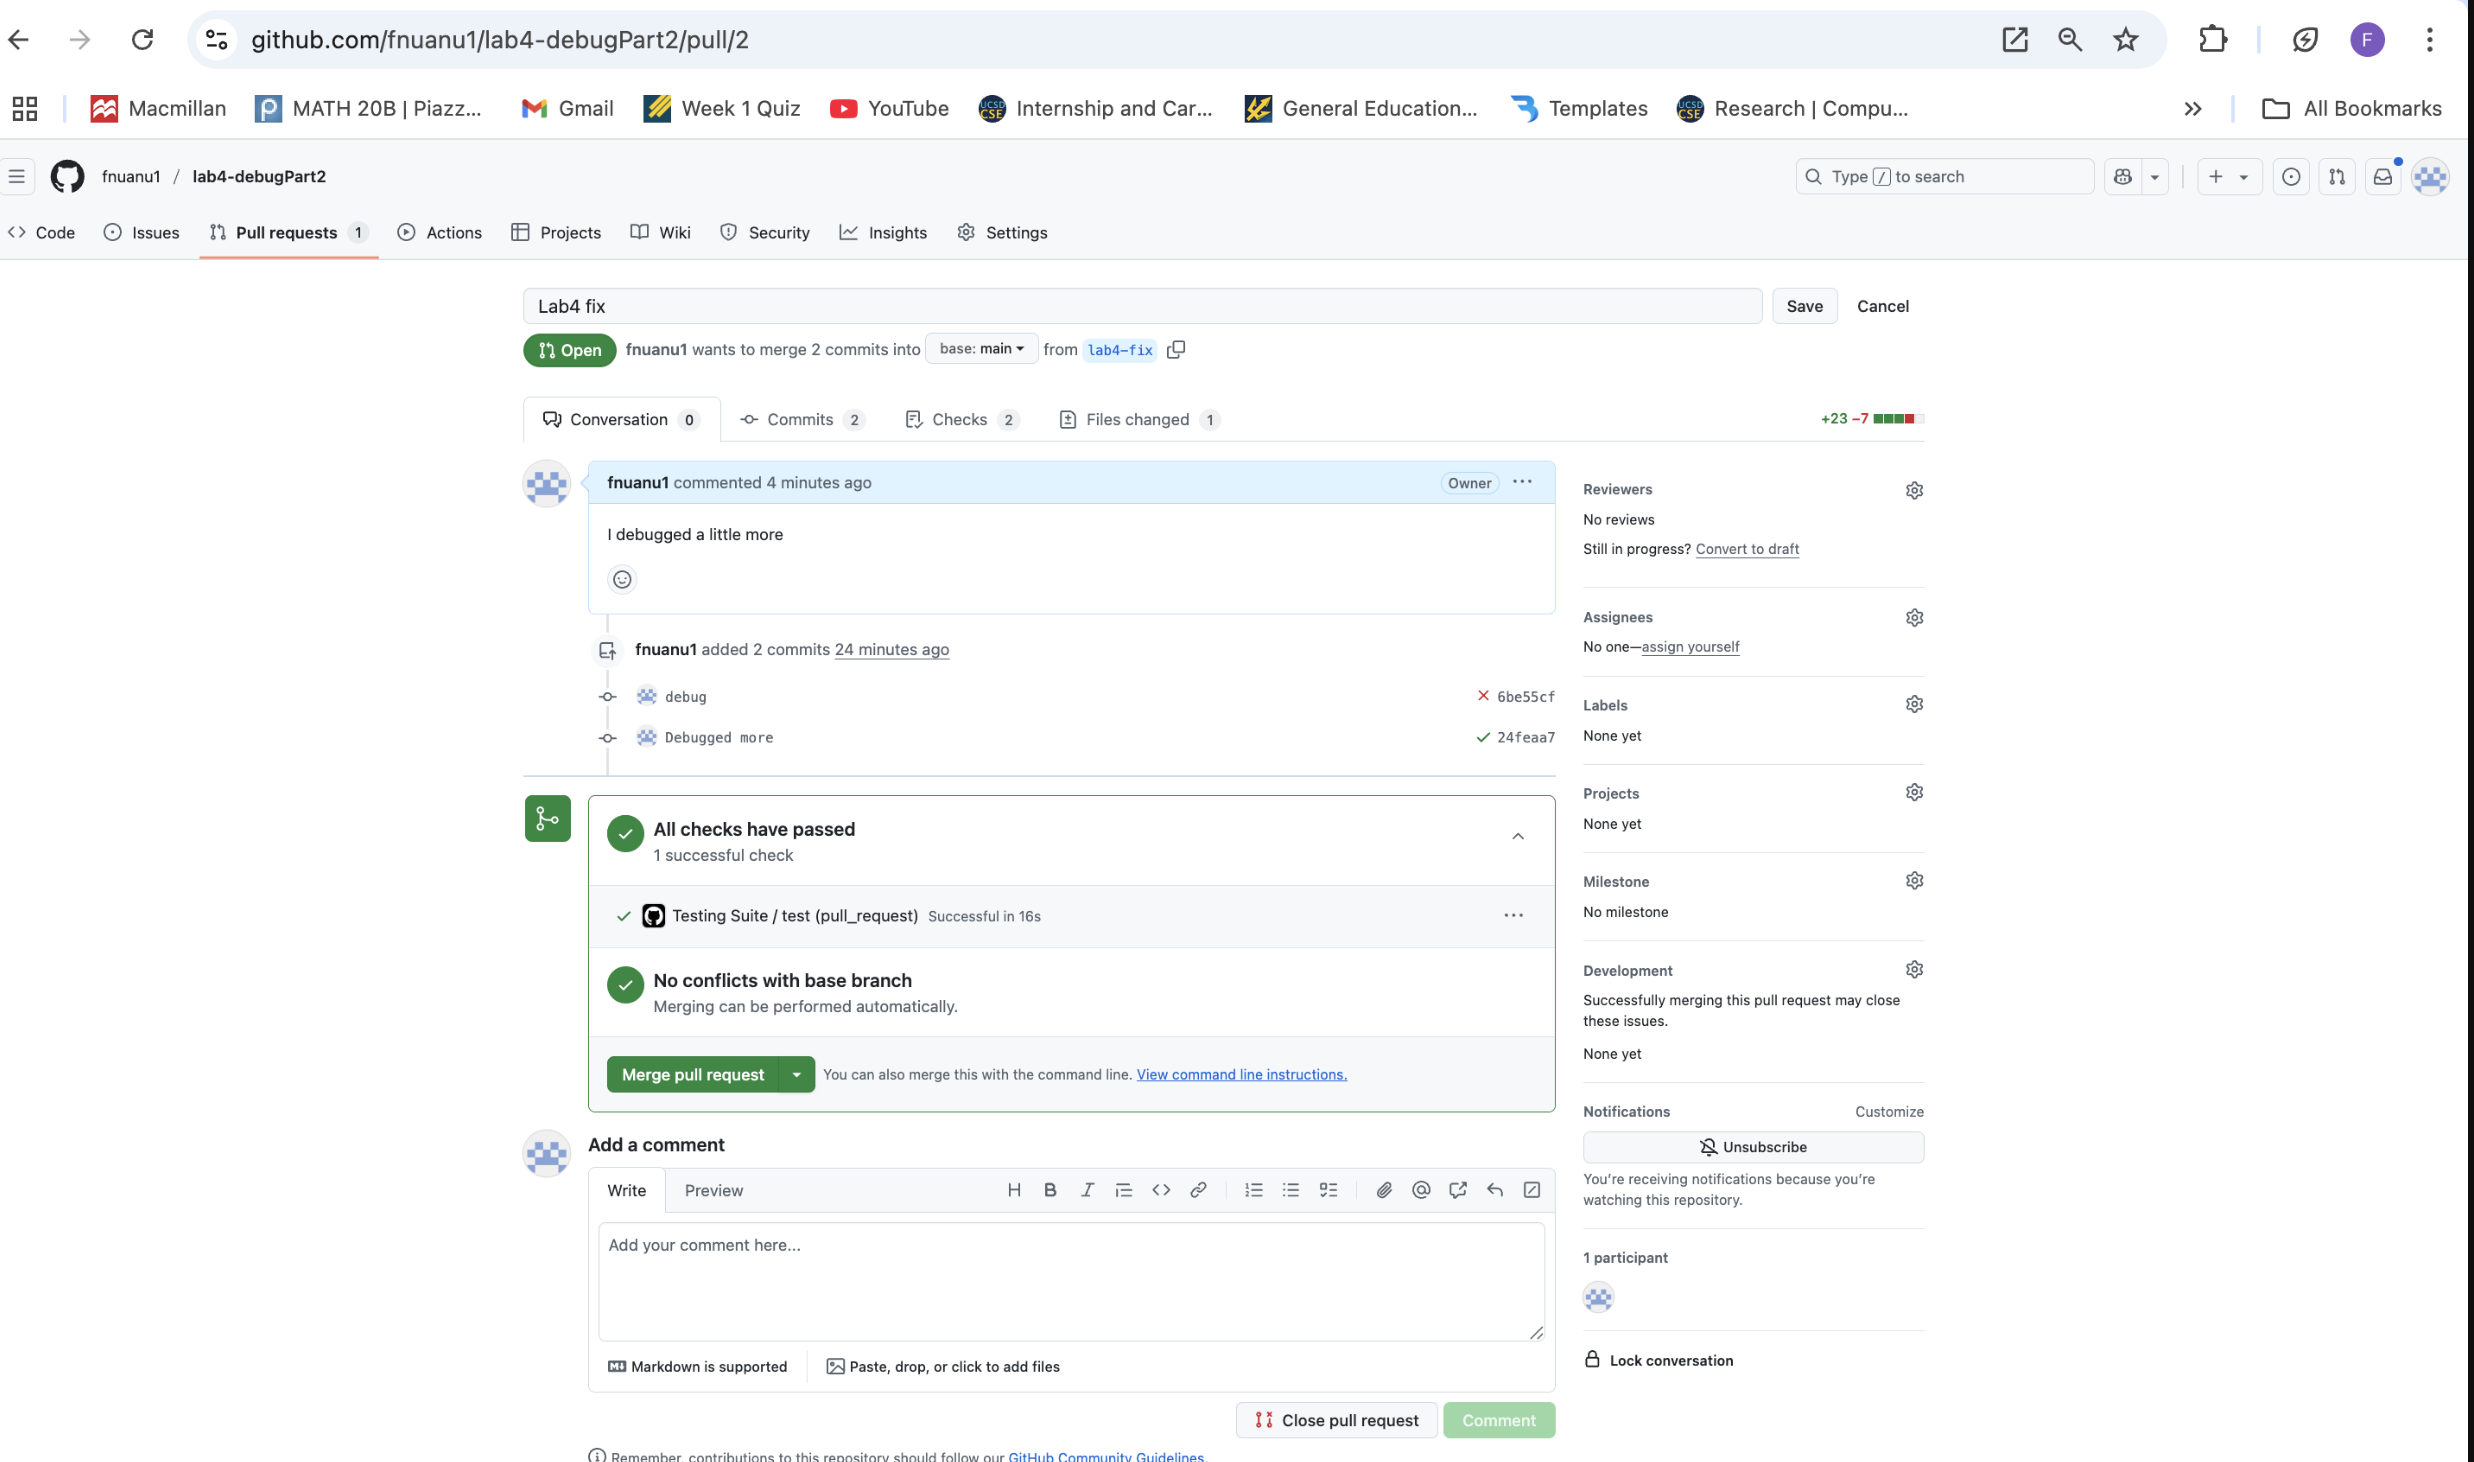 github.com/fnuanu1/lab4-debugPart2/pull/2
F
Macmillan MATH 20B | Piazz... Gmail Week 1 Quiz YouTube Internship and Car... General Education... Templates Research | Compu... All Bookmarks
fnuanu1 / lab4-debugPart2
Type / to search
Code Issues Pull requests 1 Actions Projects Wiki Security Insights Settings
Lab4 fix
Save Cancel
Open fnuanu1 wants to merge 2 commits into base: main from lab4-fix
Conversation 0 Commits 2 Checks 2 Files changed 1
+23 −7
fnuanu1 commented 4 minutes ago
Owner
I debugged a little more
fnuanu1 added 2 commits 24 minutes ago
debug 6be55cf
Debugged more 24feaa7
All checks have passed
1 successful check
Testing Suite / test (pull_request) Successful in 16s
No conflicts with base branch
Merging can be performed automatically.
Merge pull request You can also merge this with the command line. View command line instructions.
Add a comment
Write Preview
Add your comment here...
Markdown is supported Paste, drop, or click to add files
Close pull request Comment
Remember, contributions to this repository should follow our GitHub Community Guidelines.
Reviewers
No reviews
Still in progress? Convert to draft
Assignees
No one—assign yourself
Labels
None yet
Projects
None yet
Milestone
No milestone
Development
Successfully merging this pull request may close
these issues.
None yet
Notifications Customize
Unsubscribe
You're receiving notifications because you're
watching this repository.
1 participant
Lock conversation